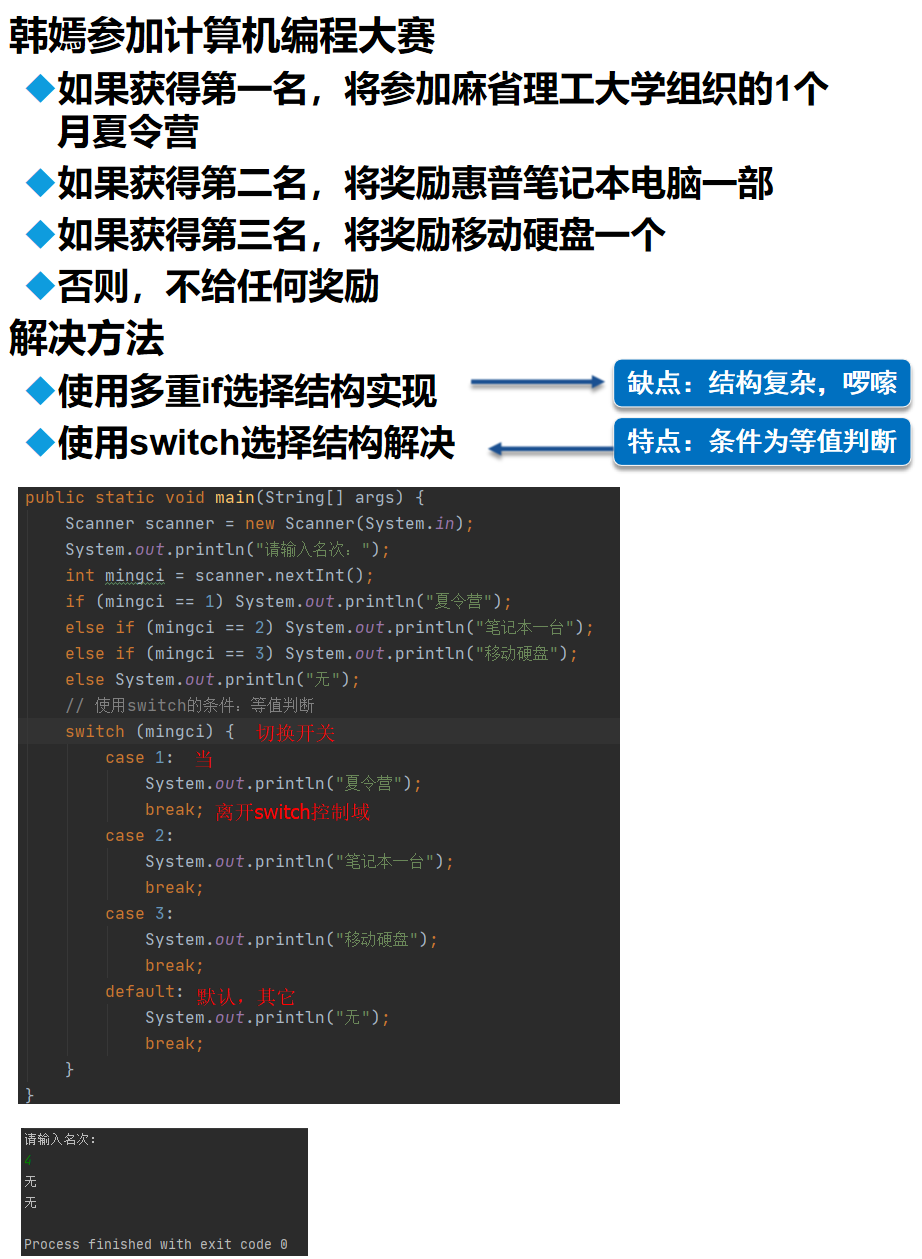 韩嫣参加计算机编程大赛
如果获得第一名，将参加麻省理工大学组织的1个
月夏令营
如果获得第二名，将奖励惠普笔记本电脑一部
如果获得第三名，将奖励移动硬盘一个
否则，不给任何奖励
解决方法
使用多重if选择结构实现
缺点：结构复杂，啰嗦
使用switch选择结构解决
特点：条件为等值判断
public static void main(String[] args) {
Scanner scanner = new Scanner(System.in);
System.out.println("请输入名次：");
int mingci = scanner.nextInt();
if (mingci == 1) System.out.println("夏令营");
else if (mingci == 2) System.out.println("笔记本一台");
else if (mingci == 3) System.out.println("移动硬盘");
else System.out.println("无");
// 使用switch的条件：等值判断
switch (mingci) { 切换开关
case 1: 当
System.out.println("夏令营");
break; 离开switch控制域
case 2:
System.out.println("笔记本一台");
break;
case 3:
System.out.println("移动硬盘");
break;
default: 默认，其它
System.out.println("无");
break;
}
}
请输入名次：
4
无
无
Process finished with exit code 0